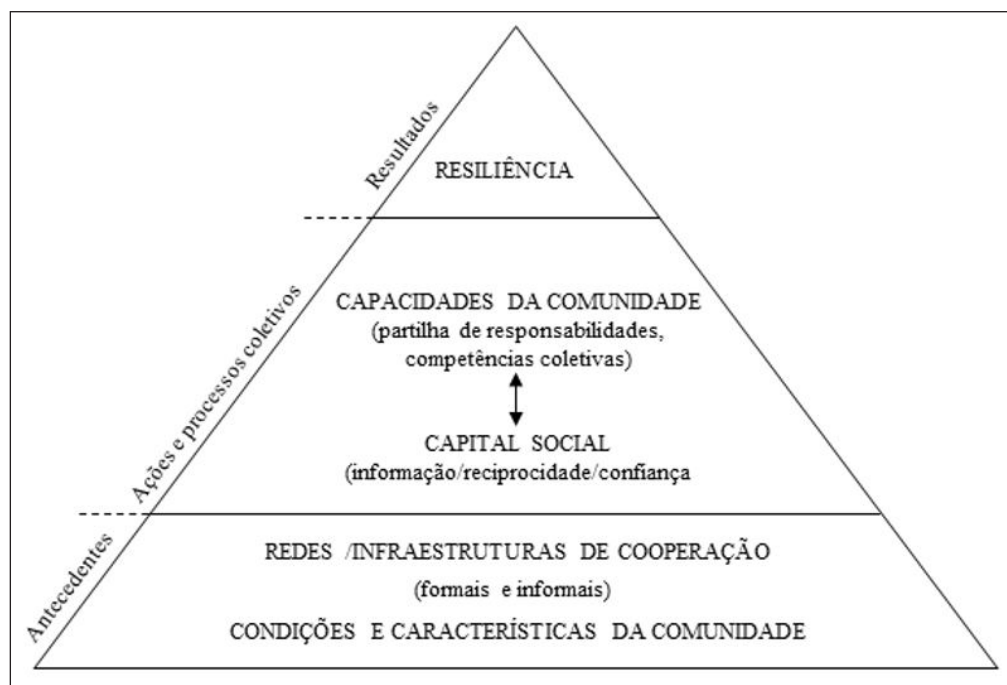 Resultados
RESILIÊNCIA
Ações e processos coletivos
CAPACIDADES DA COMUNIDADE
(partilha de responsabilidades,
competências coletivas)
CAPITAL SOCIAL
(informação/reciprocidade/confiança
Antecedentes
REDES /INFRAESTRUTURAS DE COOPERAÇÃO
(formais e informais)
CONDIÇÕES E CARACTERÍSTICAS DA COMUNIDADE